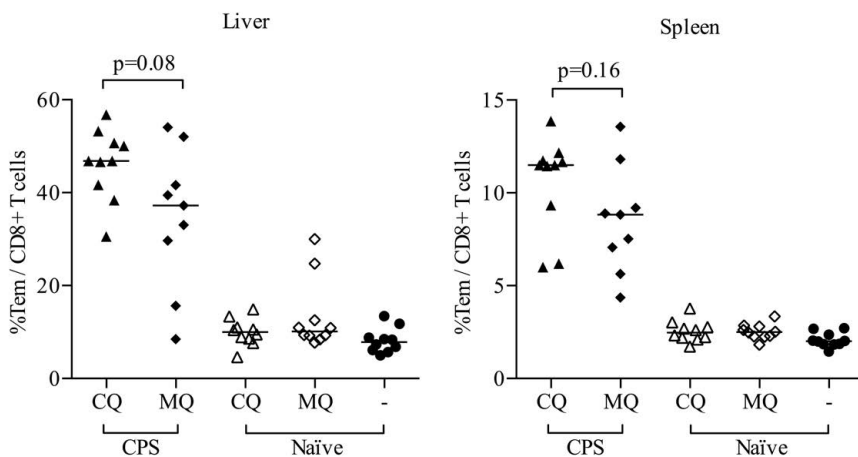 Liver
p=0.08
%Tem / CD8+ T cells
60
40
20
0
CQ MQ CQ MQ -
CPS Naïve
Spleen
p=0.16
%Tem / CD8+ T cells
15
10
5
0
CQ MQ CQ MQ -
CPS Naïve